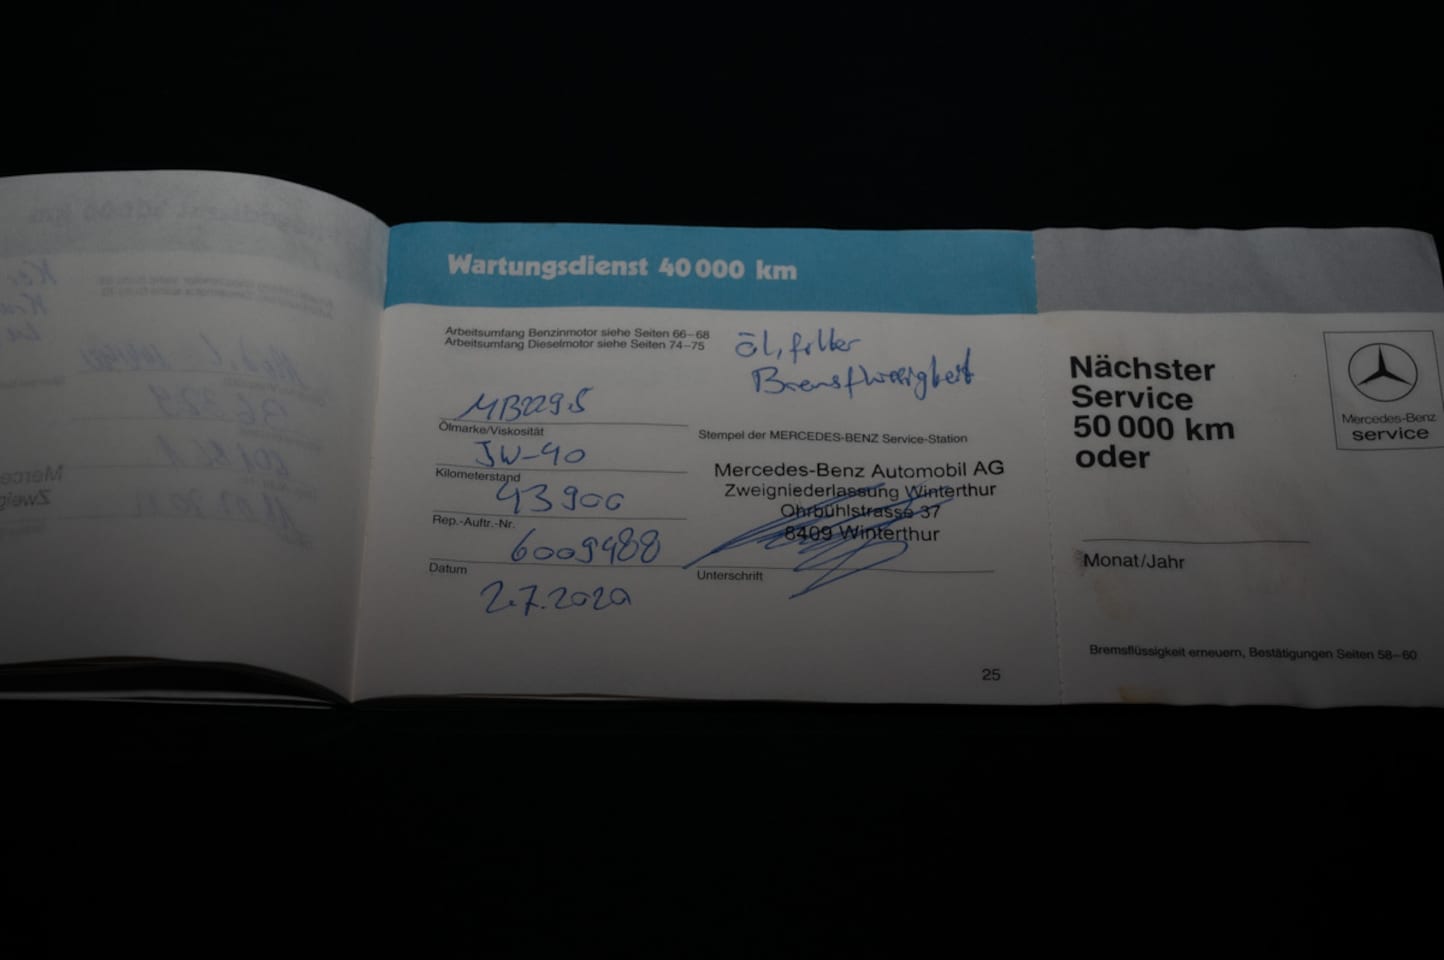 Wartungsdienst 40 000 km
Arbeitsumfang Benzinmotor siehe Seiten 66–68
Arbeitsumfang Dieselmotor siehe Seiten 74–75
Öl, filter
Bremsflüssigkeit
MB229.5
Ölmarke/Viskosität
5W-40
Kilometerstand
43900
Rep.-Auftr.-Nr.
6009488
Datum
2.7.2020
Stempel der MERCEDES-BENZ Service-Station
Mercedes-Benz Automobil AG
Zweigniederlassung Winterthur
Ohrbühlstrasse 37
8409 Winterthur
Unterschrift
25
Nächster
Service
50 000 km
oder
Monat/Jahr
Bremsflüssigkeit erneuern, Bestätigungen Seiten 58–60
Mercedes-Benz
service